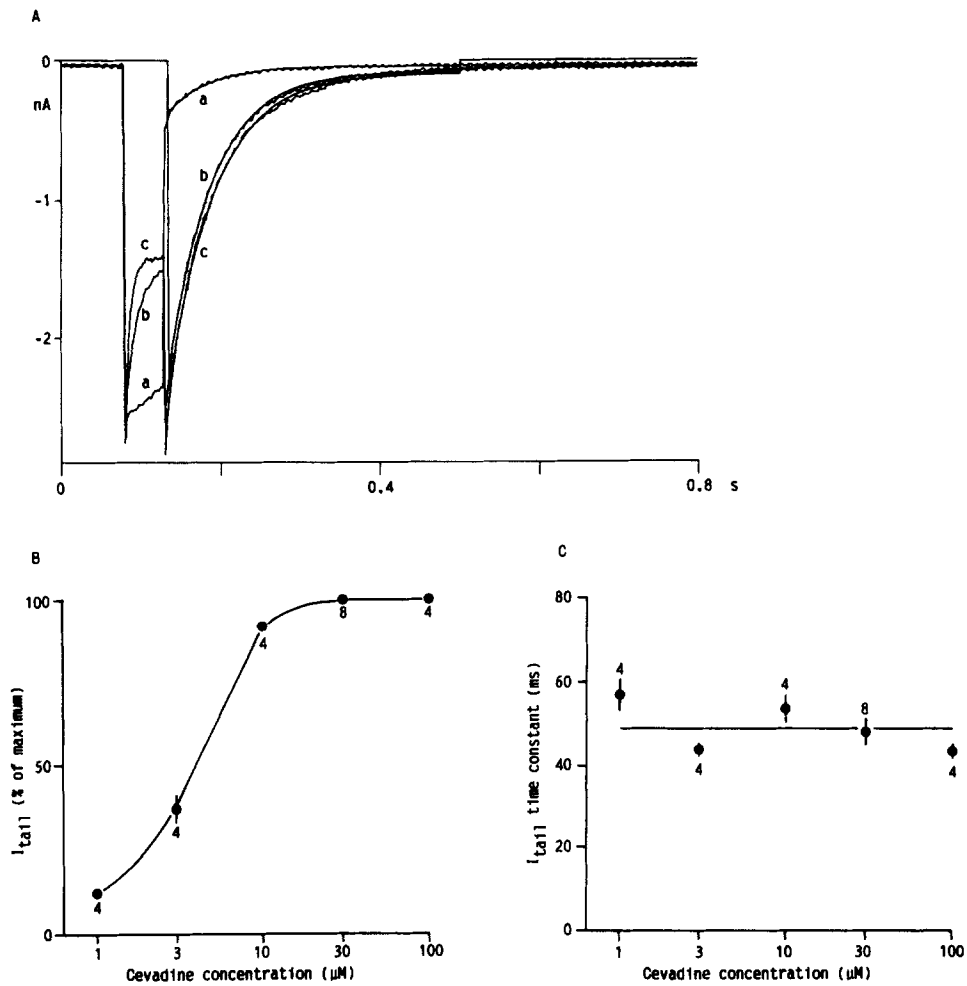 A
0
nA
-1
-2
a
b
c
c
b
a
0
0.4
0.8 s
B
100
50
0
Itail (% of maximum)
4
4
4
8
4
1
3
10
30
100
Cevadine concentration (μM)
C
80
60
40
20
0
Itail time constant (ms)
4
4
4
8
4
1
3
10
30
100
Cevadine concentration (μM)